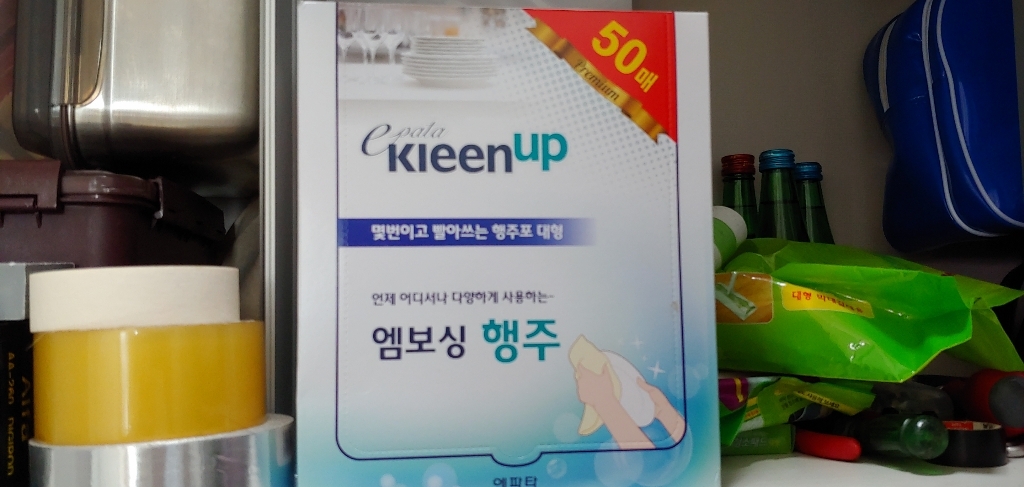 50매
Premium
epala
Kleenup
몇번이고 빨아쓰는 행주포 대형
언제 어디서나 다양하게 사용하는~
엠보싱 행주
대형